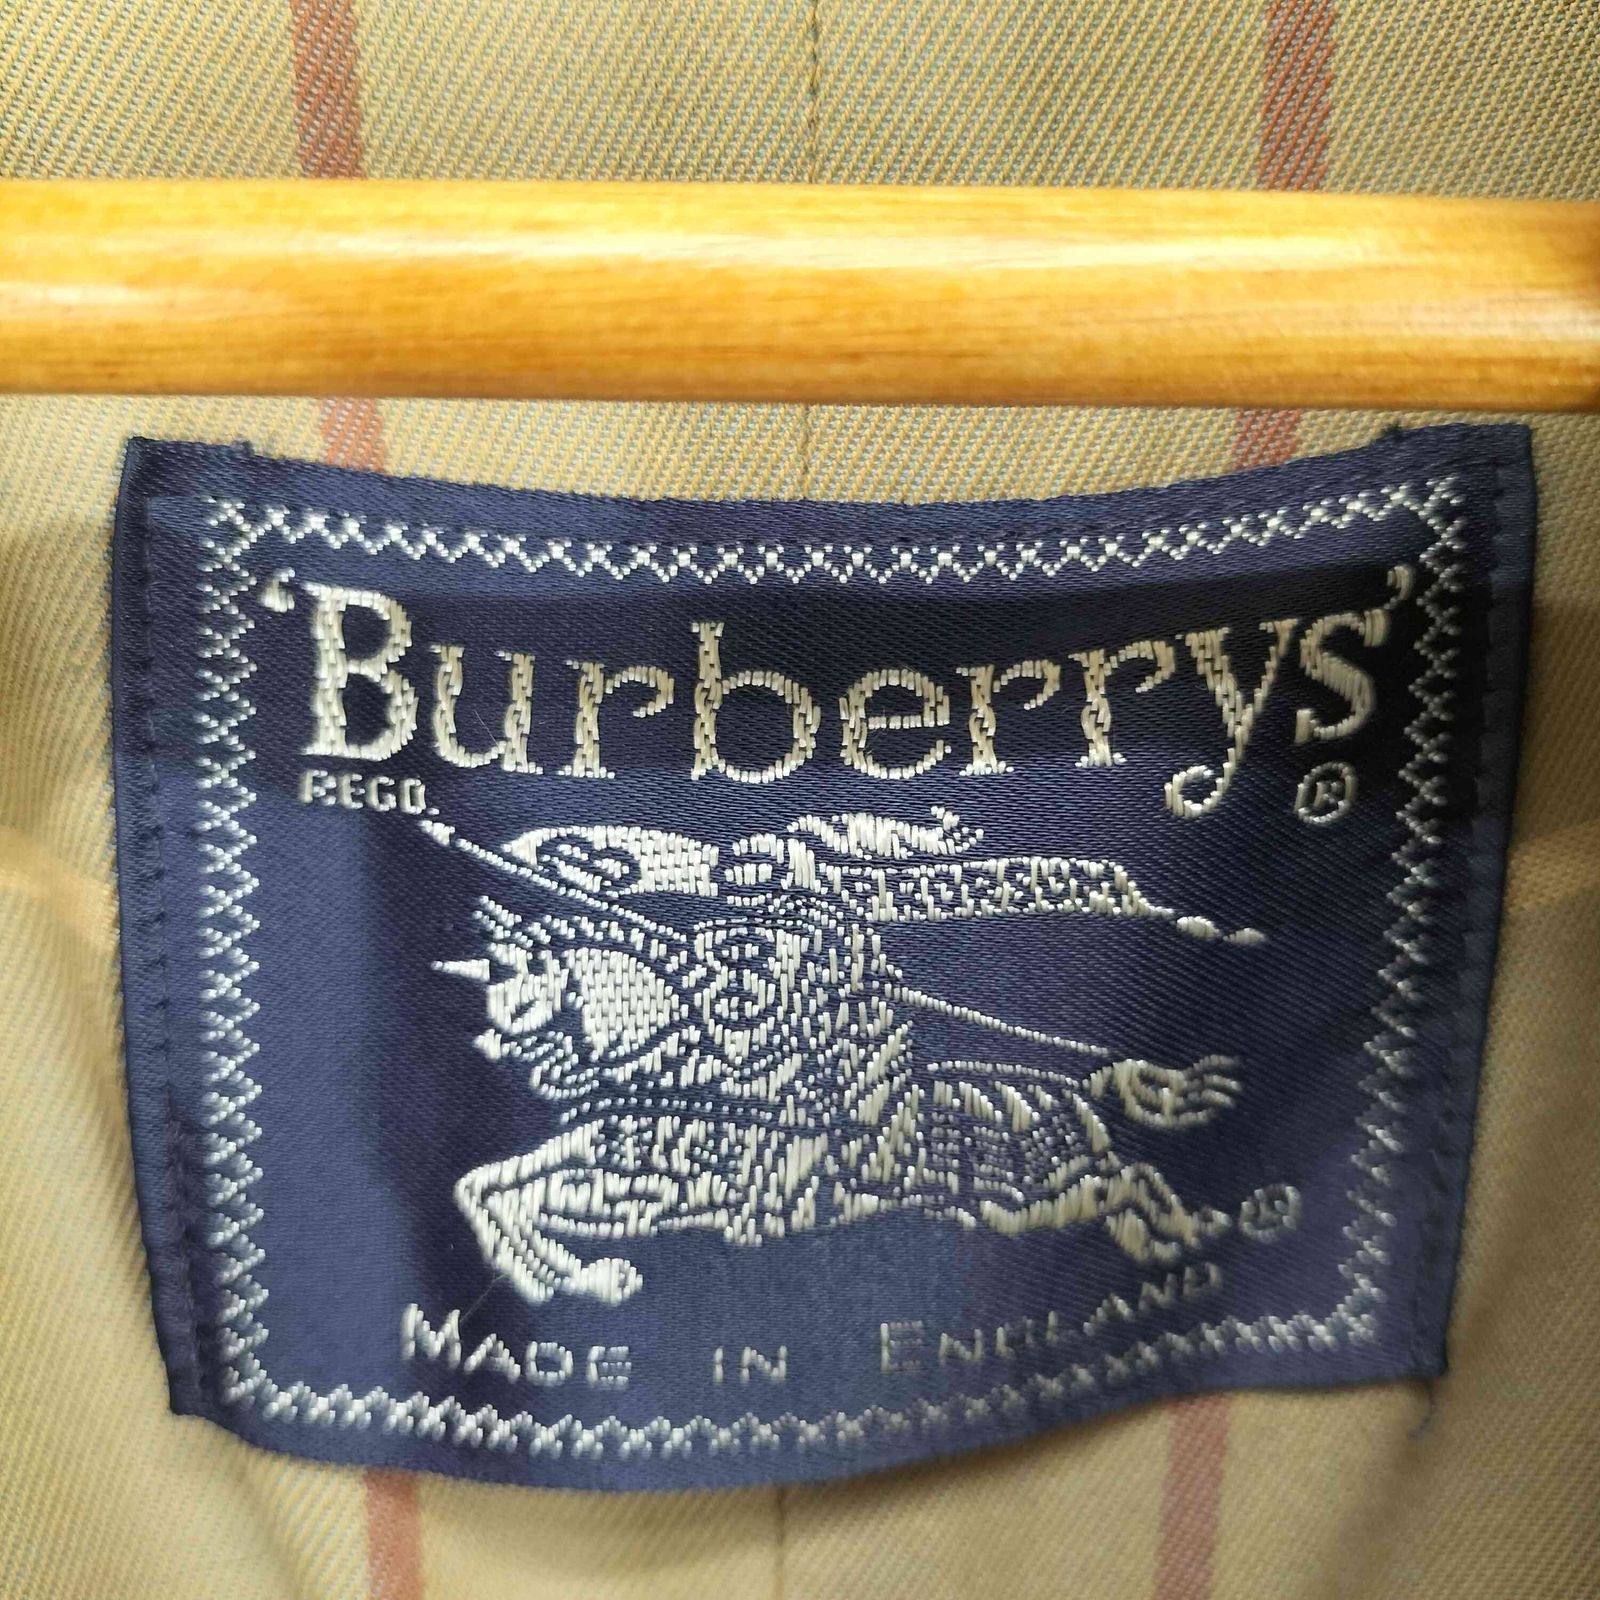 'Burberrys'
REGD. ®
®
MADE IN ENGLAND